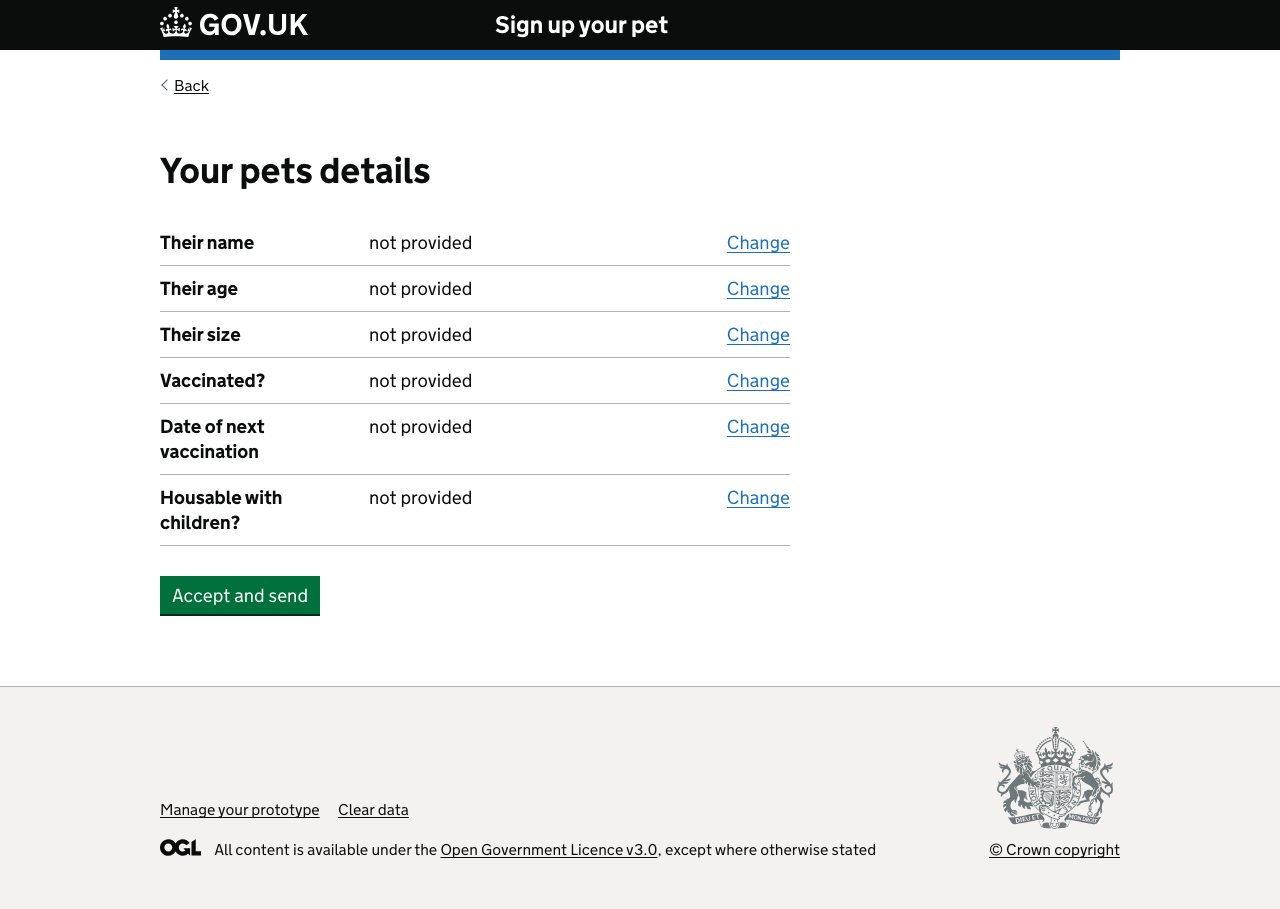 GOV.UK Sign up your pet
Back
Your pets details
Their name not provided Change
Their age not provided Change
Their size not provided Change
Vaccinated? not provided Change
Date of next not provided Change
vaccination
Housable with not provided Change
children?
Accept and send
Manage your prototype Clear data
OGL All content is available under the Open Government Licence v3.0, except where otherwise stated
© Crown copyright